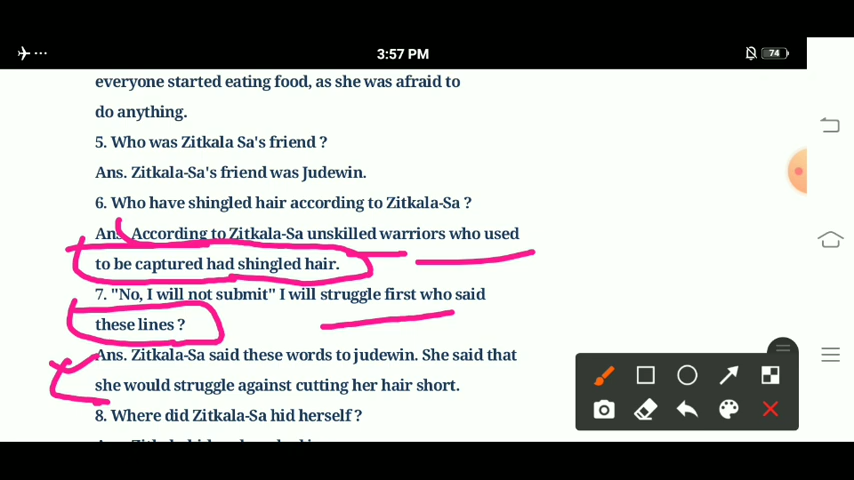 3:57 PM
74
everyone started eating food, as she was afraid to
do anything.
5. Who was Zitkala Sa's friend ?
Ans. Zitkala-Sa's friend was Judewin.
6. Who have shingled hair according to Zitkala-Sa ?
Ans. According to Zitkala-Sa unskilled warriors who used
to be captured had shingled hair.
7. "No, I will not submit" I will struggle first who said
these lines ?
Ans. Zitkala-Sa said these words to judewin. She said that
she would struggle against cutting her hair short.
8. Where did Zitkala-Sa hid herself ?